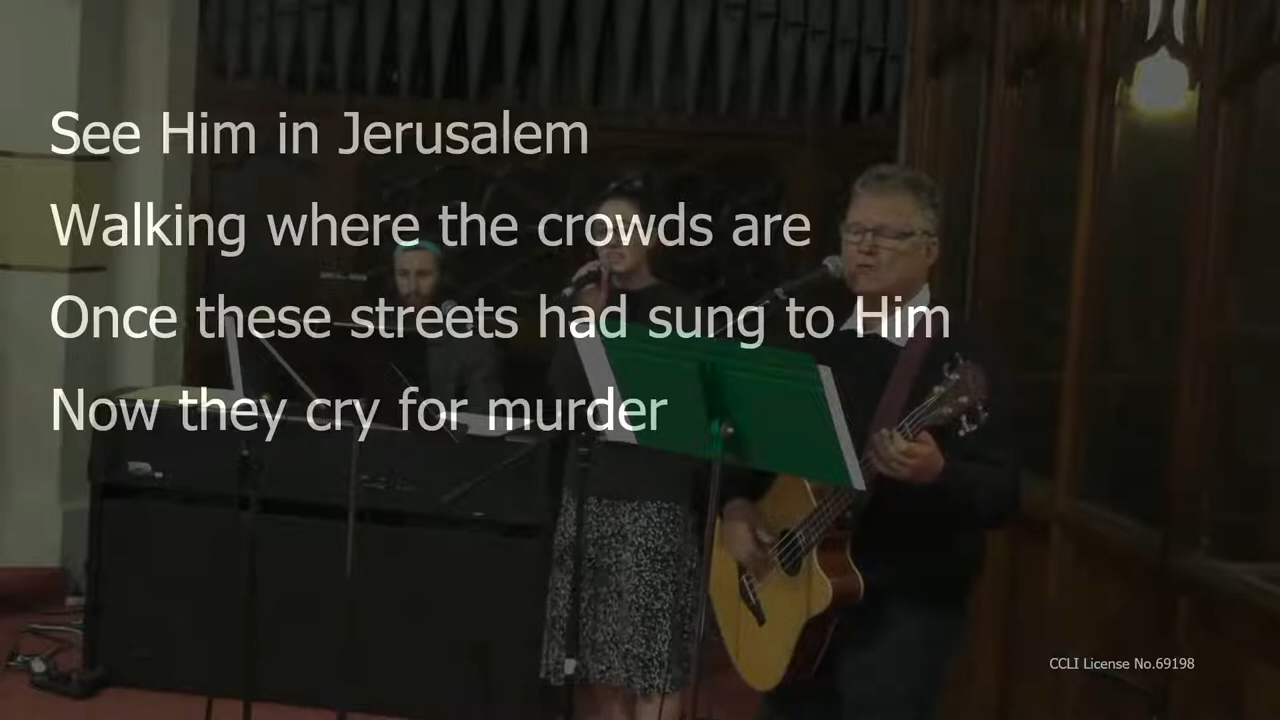 See Him in Jerusalem
Walking where the crowds are
Once these streets had sung to Him
Now they cry for murder
CCLI License No.69198